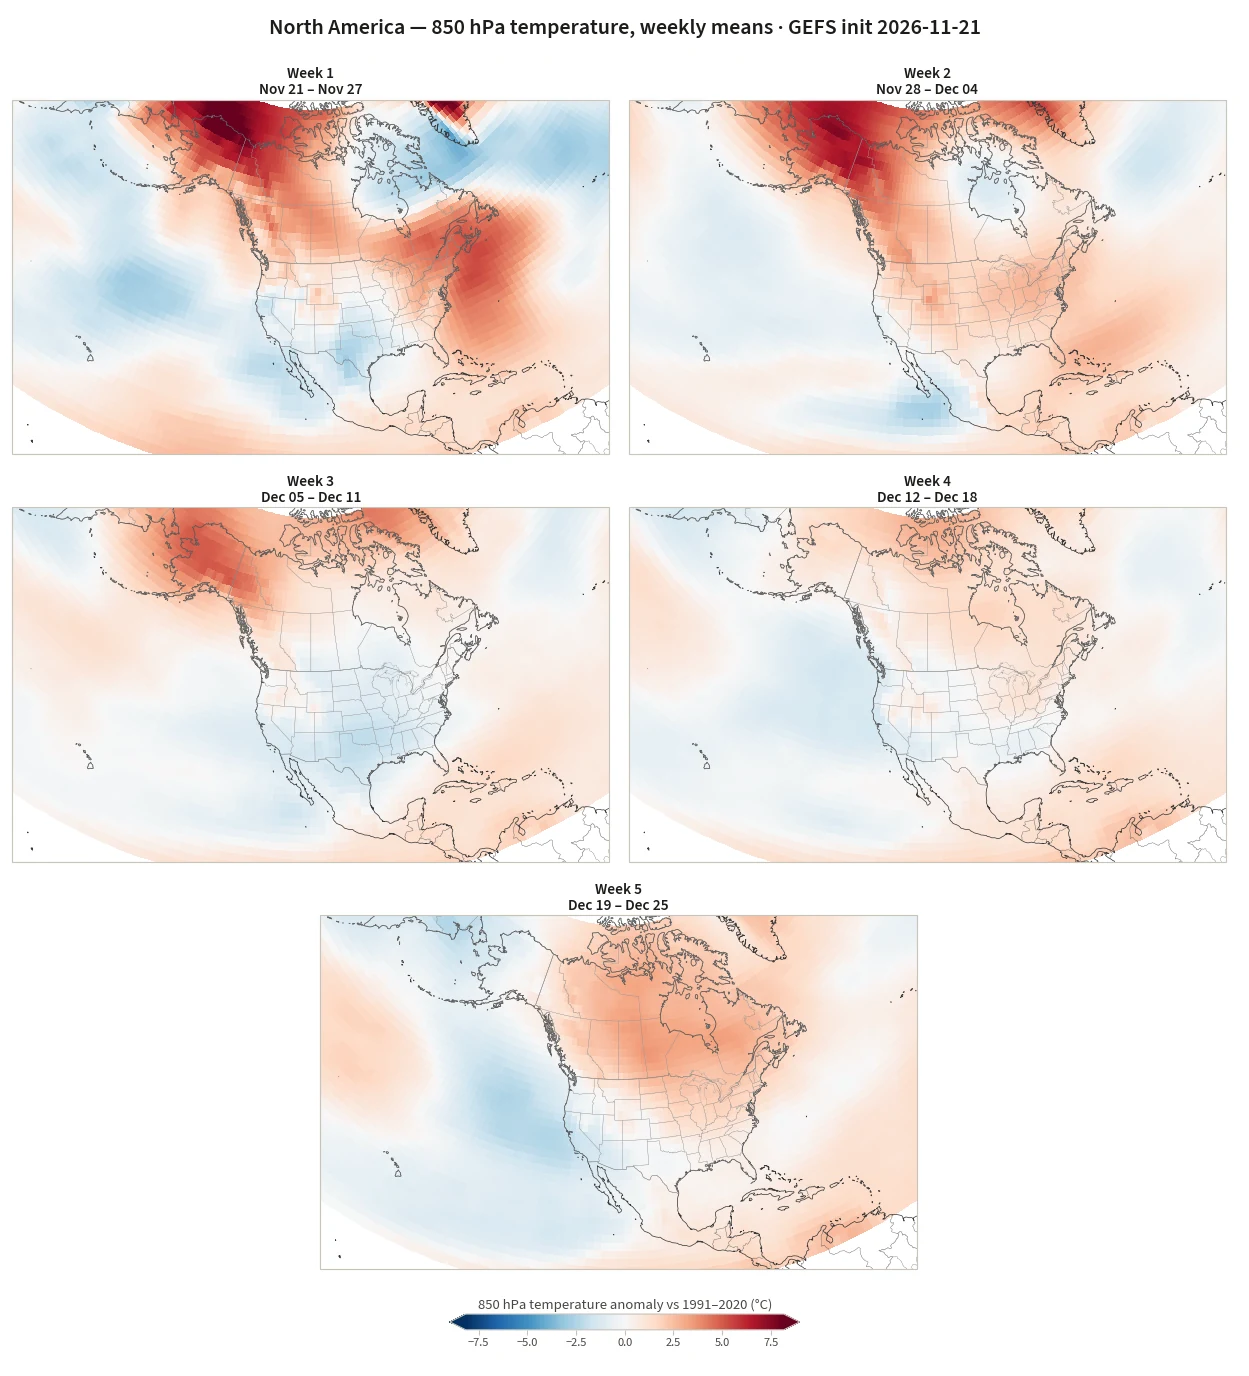 North America — 850 hPa temperature, weekly means · GEFS init 2026-11-21
Week 1
Nov 21 – Nov 27
Week 2
Nov 28 – Dec 04
Week 3
Dec 05 – Dec 11
Week 4
Dec 12 – Dec 18
Week 5
Dec 19 – Dec 25
850 hPa temperature anomaly vs 1991–2020 (°C)
−7.5 −5.0 −2.5 0.0 2.5 5.0 7.5